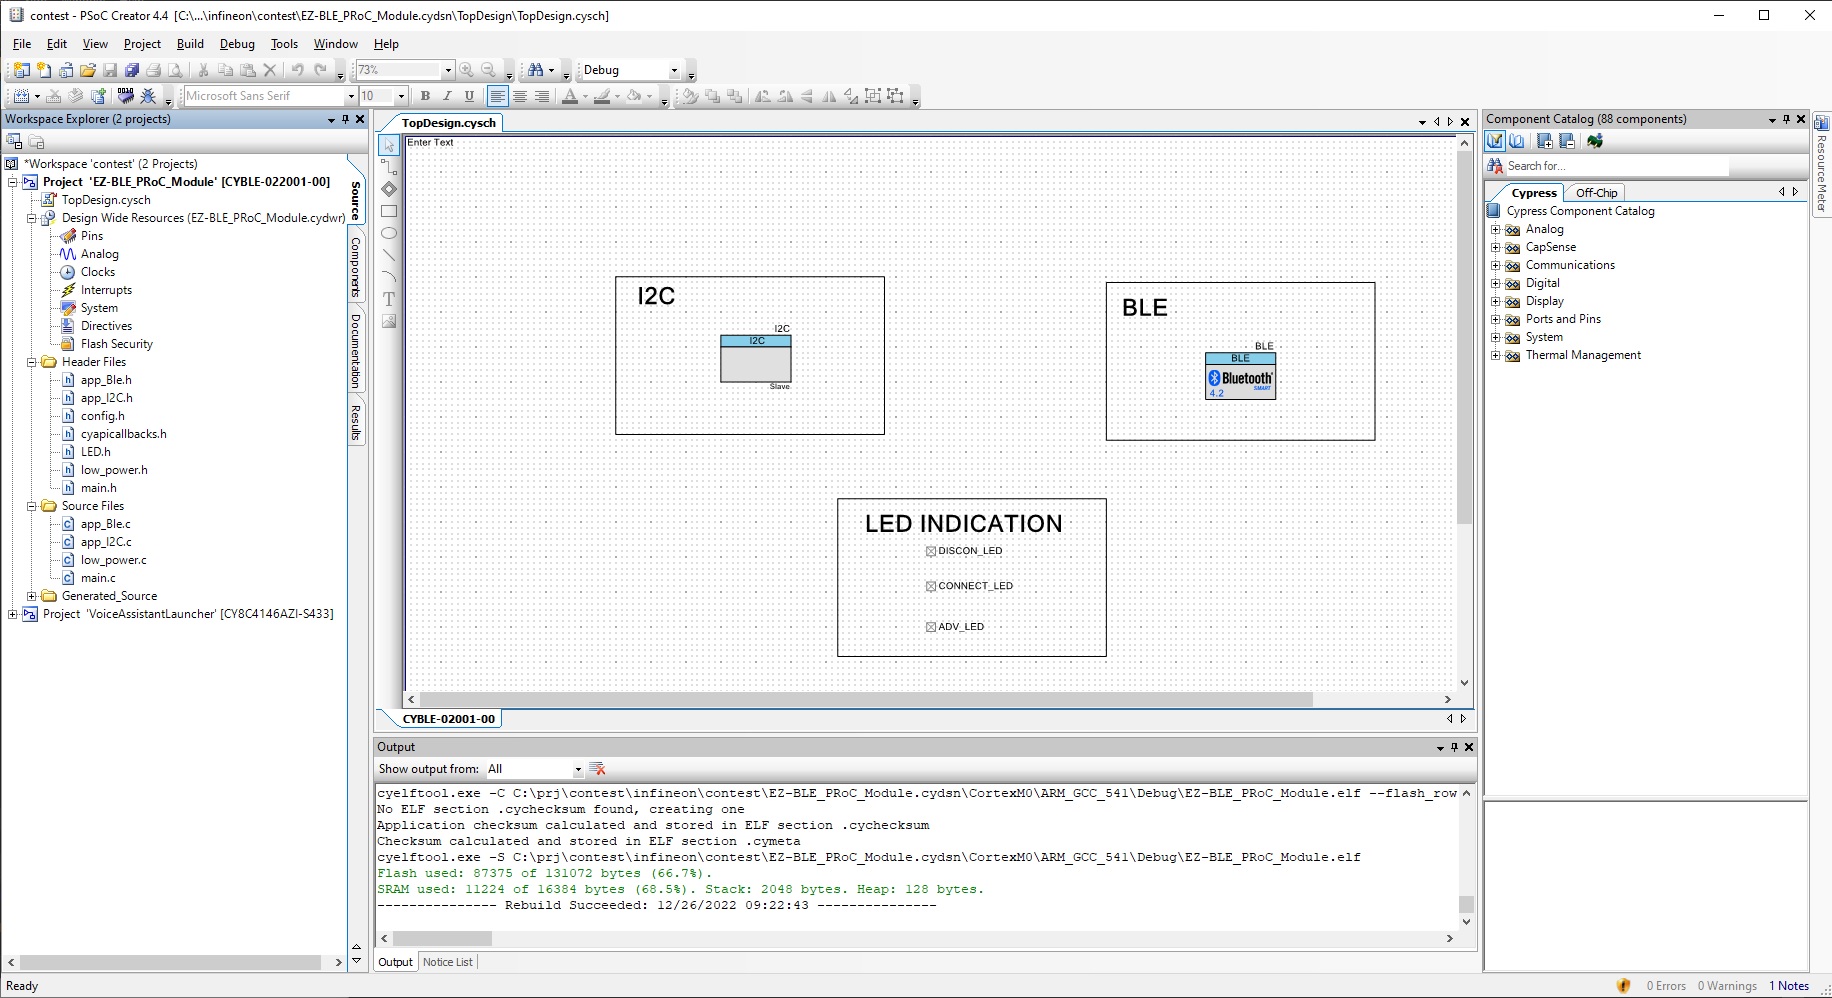 contest - PSoC Creator 4.4 [C:\...\infineon\contest\EZ-BLE_PRoC_Module.cydsn\TopDesign\TopDesign.cysch]
File Edit View Project Build Debug Tools Window Help
73% Debug
Microsoft Sans Serif 10 B I U A
Workspace Explorer (2 projects)
*Workspace 'contest' (2 Projects)
Project 'EZ-BLE_PRoC_Module' [CYBLE-022001-00]
TopDesign.cysch
Design Wide Resources (EZ-BLE_PRoC_Module.cydwr)
Pins
Analog
Clocks
Interrupts
System
Directives
Flash Security
Header Files
app_Ble.h
app_I2C.h
config.h
cyapicallbacks.h
LED.h
low_power.h
main.h
Source Files
app_Ble.c
app_I2C.c
low_power.c
main.c
Generated_Source
Project 'VoiceAssistantLauncher' [CY8C4146AZI-S433]
Source
Components
Documentation
Results
TopDesign.cysch
Enter Text
I2C
I2C
I2C
Slave
BLE
BLE
BLE
Bluetooth
SMART
4.2
LED INDICATION
DISCON_LED
CONNECT_LED
ADV_LED
CYBLE-02001-00
Output
Show output from: All
cyelftool.exe -C C:\prj\contest\infineon\contest\EZ-BLE_PRoC_Module.cydsn\CortexM0\ARM_GCC_541\Debug\EZ-BLE_PRoC_Module.elf --flash_row
No ELF section .cychecksum found, creating one
Application checksum calculated and stored in ELF section .cychecksum
Checksum calculated and stored in ELF section .cymeta
cyelftool.exe -S C:\prj\contest\infineon\contest\EZ-BLE_PRoC_Module.cydsn\CortexM0\ARM_GCC_541\Debug\EZ-BLE_PRoC_Module.elf
Flash used: 87375 of 131072 bytes (66.7%).
SRAM used: 11224 of 16384 bytes (68.5%). Stack: 2048 bytes. Heap: 128 bytes.
--------------- Rebuild Succeeded: 12/26/2022 09:22:43 ---------------
Output Notice List
Component Catalog (88 components)
Search for...
Cypress Off-Chip
Cypress Component Catalog
Analog
CapSense
Communications
Digital
Display
Ports and Pins
System
Thermal Management
Resource Meter
Ready
0 Errors 0 Warnings 1 Notes